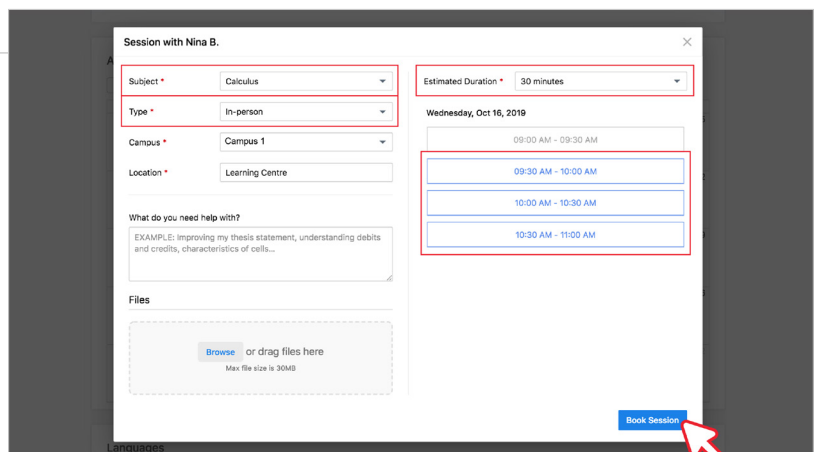 Session with Nina B.
Subject *
Calculus
Type *
In-person
Campus *
Campus 1
Location *
Learning Centre
What do you need help with?
EXAMPLE: Improving my thesis statement, understanding debits
and credits, characteristics of cells...
Files
Browse or drag files here
Max file size is 30MB
Estimated Duration *
30 minutes
Wednesday, Oct 16, 2019
09:00 AM - 09:30 AM
09:30 AM - 10:00 AM
10:00 AM - 10:30 AM
10:30 AM - 11:00 AM
Book Session
Languages